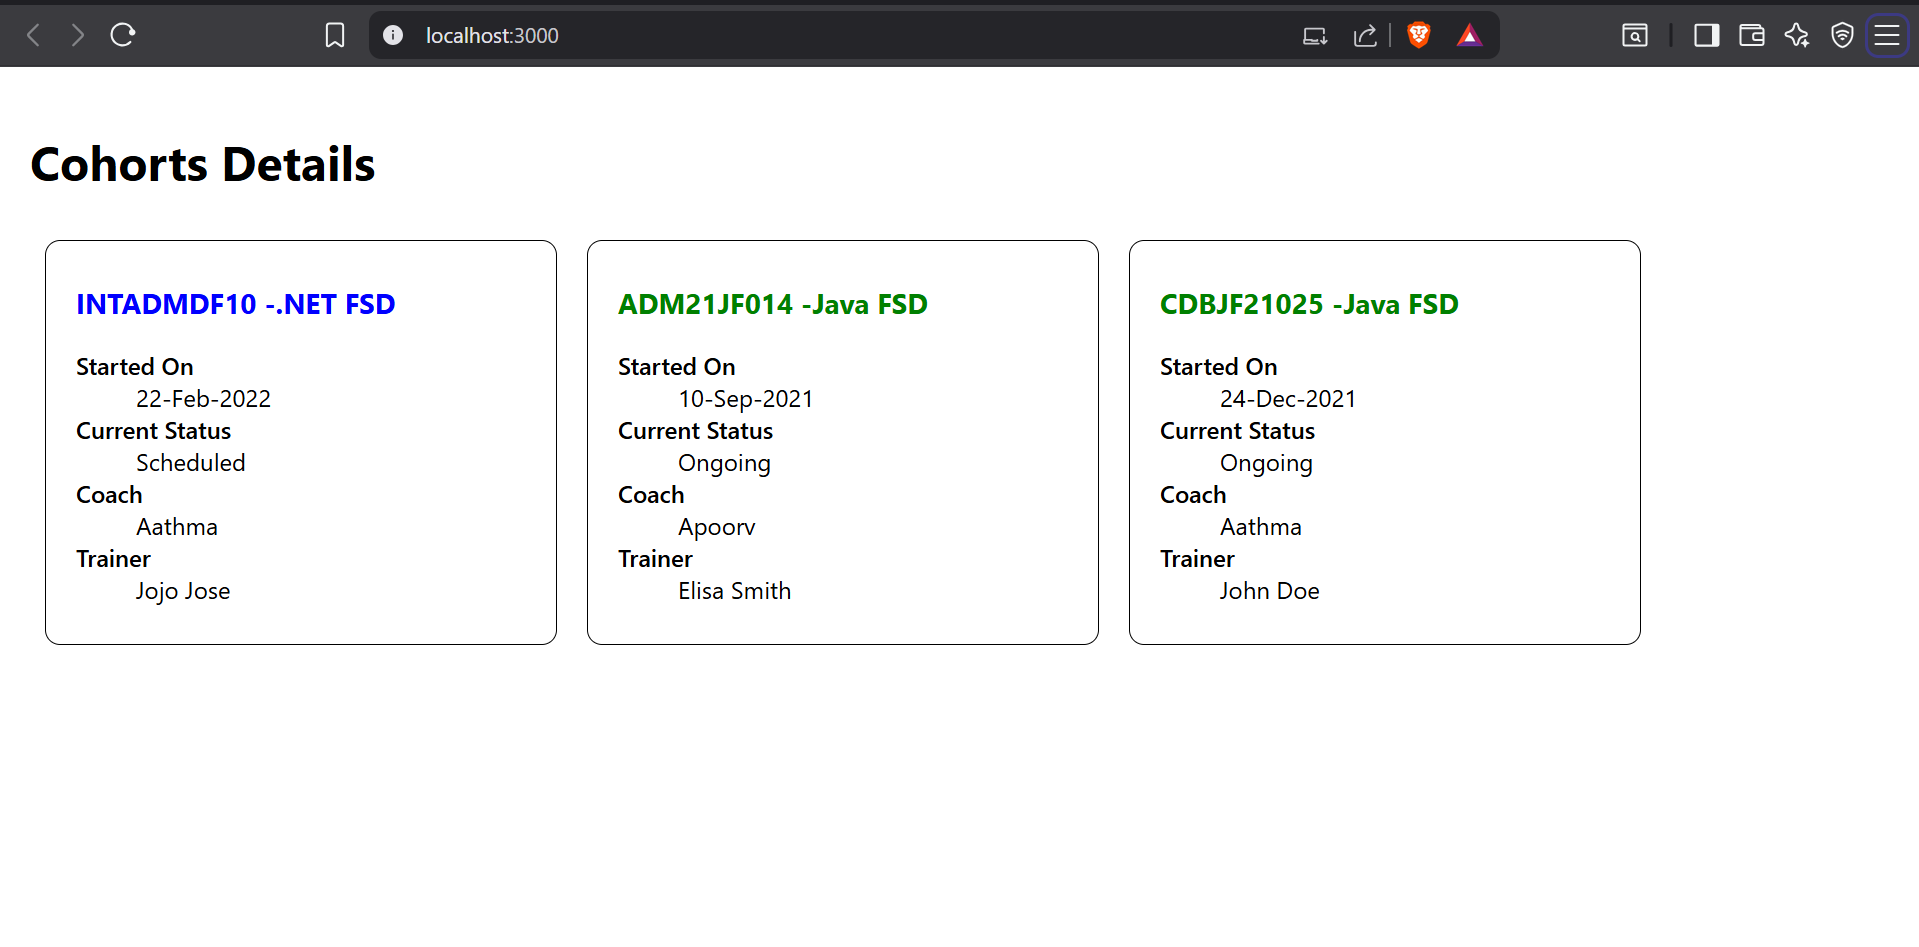 localhost:3000
Cohorts Details
INTADMDF10 -.NET FSD
Started On
22-Feb-2022
Current Status
Scheduled
Coach
Aathma
Trainer
Jojo Jose
ADM21JF014 -Java FSD
Started On
10-Sep-2021
Current Status
Ongoing
Coach
Apoorv
Trainer
Elisa Smith
CDBJF21025 -Java FSD
Started On
24-Dec-2021
Current Status
Ongoing
Coach
Aathma
Trainer
John Doe